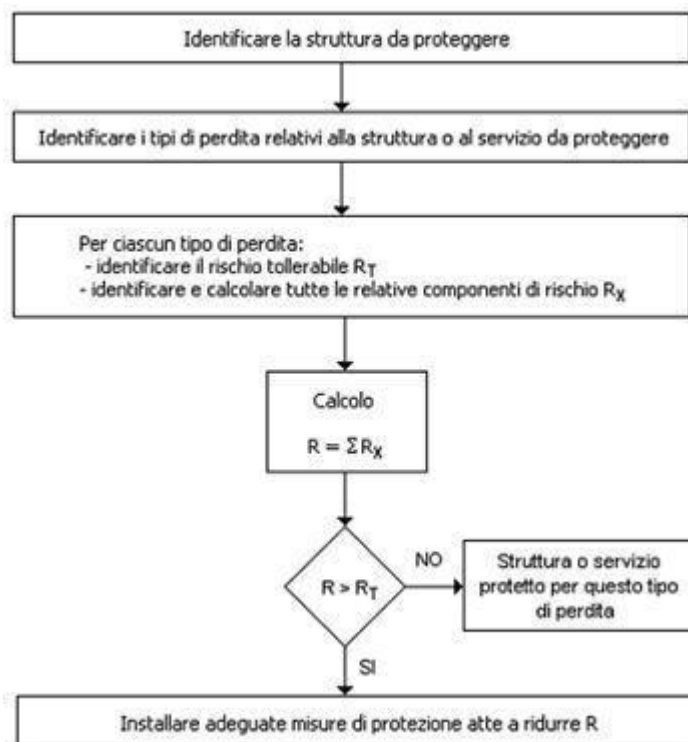 Identificare la struttura da proteggere
Identificare i tipi di perdita relativi alla struttura o al servizio da proteggere
Per ciascun tipo di perdita:
- identificare il rischio tollerabile RT
- identificare e calcolare tutte le relative componenti di rischio RX
Calcolo
R = ΣRX
R > RT
NO
Struttura o servizio
protetto per questo tipo
di perdita
SI
Installare adeguate misure di protezione atte a ridurre R